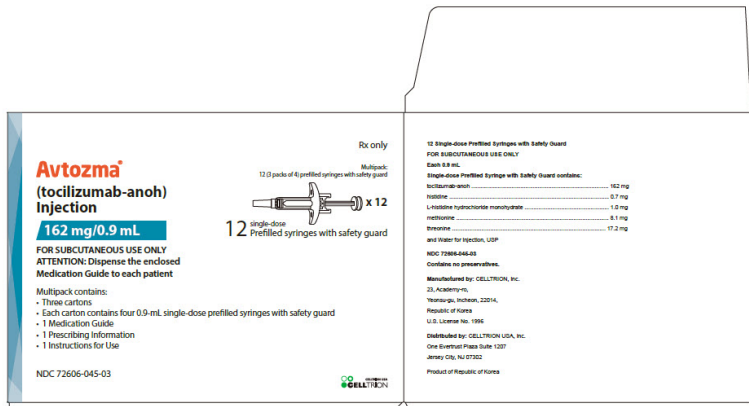 Rx only
Avtozma®
Multipack:
12 (3 packs of 4) prefilled syringes with safety guard
(tocilizumab-anoh)
Injection
x 12
162 mg/0.9 mL
12 single-dose
Prefilled syringes with safety guard
FOR SUBCUTANEOUS USE ONLY
ATTENTION: Dispense the enclosed
Medication Guide to each patient
Multipack contains:
• Three cartons
• Each carton contains four 0.9-mL single-dose prefilled syringes with safety guard
• 1 Medication Guide
• 1 Prescribing Information
• 1 Instructions for Use
NDC 72606-045-03
CELLTRION
12 Single-dose Prefilled Syringes with Safety Guard
FOR SUBCUTANEOUS USE ONLY
Each 0.9 mL
Single-dose Prefilled Syringe with Safety Guard contains:
tocilizumab-anoh ........ 162 mg
histidine ........ 0.7 mg
L-histidine hydrochloride monohydrate ........ 1.0 mg
methionine ........ 8.1 mg
threonine ........ 17.2 mg
and Water for Injection, USP
NDC 72606-045-03
Contains no preservatives.
Manufactured by: CELLTRION, Inc.
23, Academy-ro,
Yeonsu-gu, Incheon, 22014,
Republic of Korea
U.S. License No. 1996
Distributed by: CELLTRION USA, Inc.
One Evertrust Plaza Suite 1207
Jersey City, NJ 07302
Product of Republic of Korea